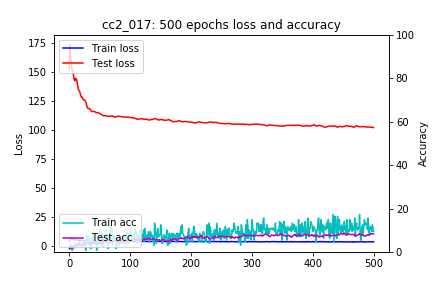 cc2_017: 500 epochs loss and accuracy
175
150
125
100
75
50
25
0
Loss
0
100
200
300
400
500
100
80
60
40
20
0
Accuracy
Train loss
Test loss
Train acc
Test acc